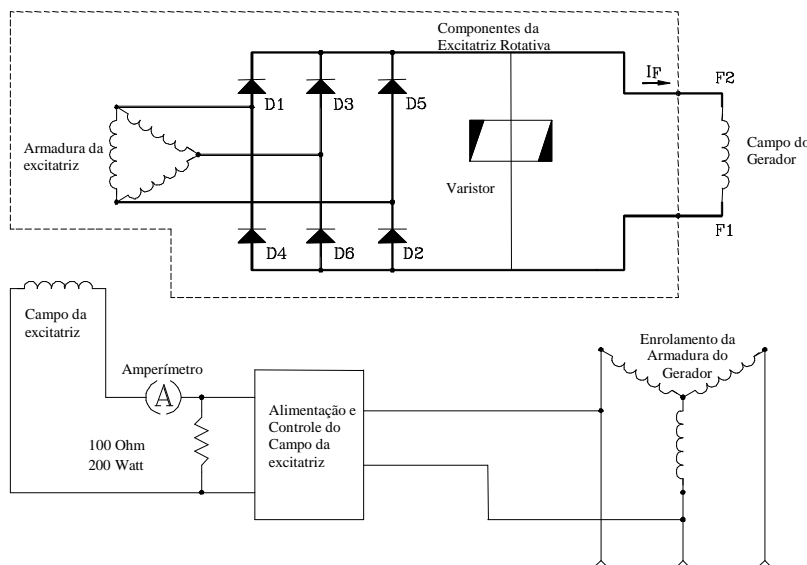 Componentes da
Excitatriz Rotativa
I_F
F2
D1
D3
D5
Armadura da
excitatriz
Campo do
Gerador
Varistor
F1
D4
D6
D2
Campo da
excitatriz
Enrolamento da
Armadura do
Gerador
Amperímetro
A
Alimentação e
Controle do
Campo da
excitatriz
100 Ohm
200 Watt